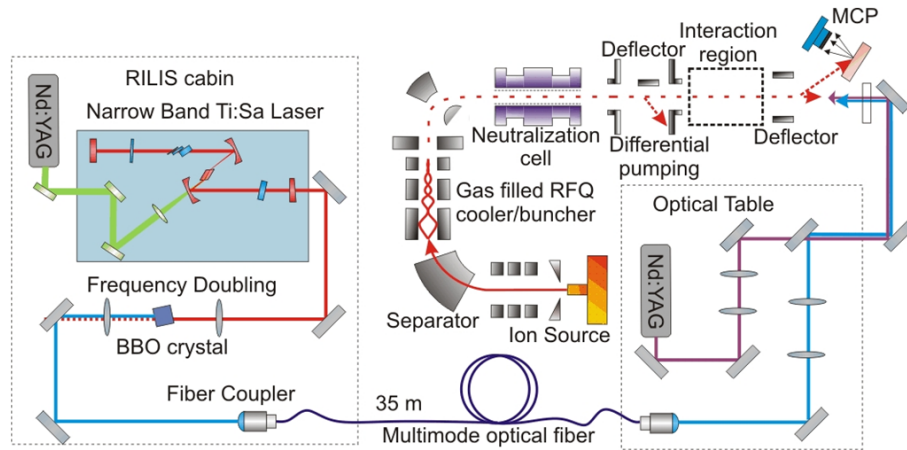 RILIS cabin
Nd:YAG
Narrow Band Ti:Sa Laser
Frequency Doubling
BBO crystal
Fiber Coupler
35 m
Multimode optical fiber
Separator
Ion Source
Gas filled RFQ
cooler/buncher
Neutralization
cell
Deflector
Differential
pumping
Interaction
region
Deflector
MCP
Optical Table
Nd:YAG